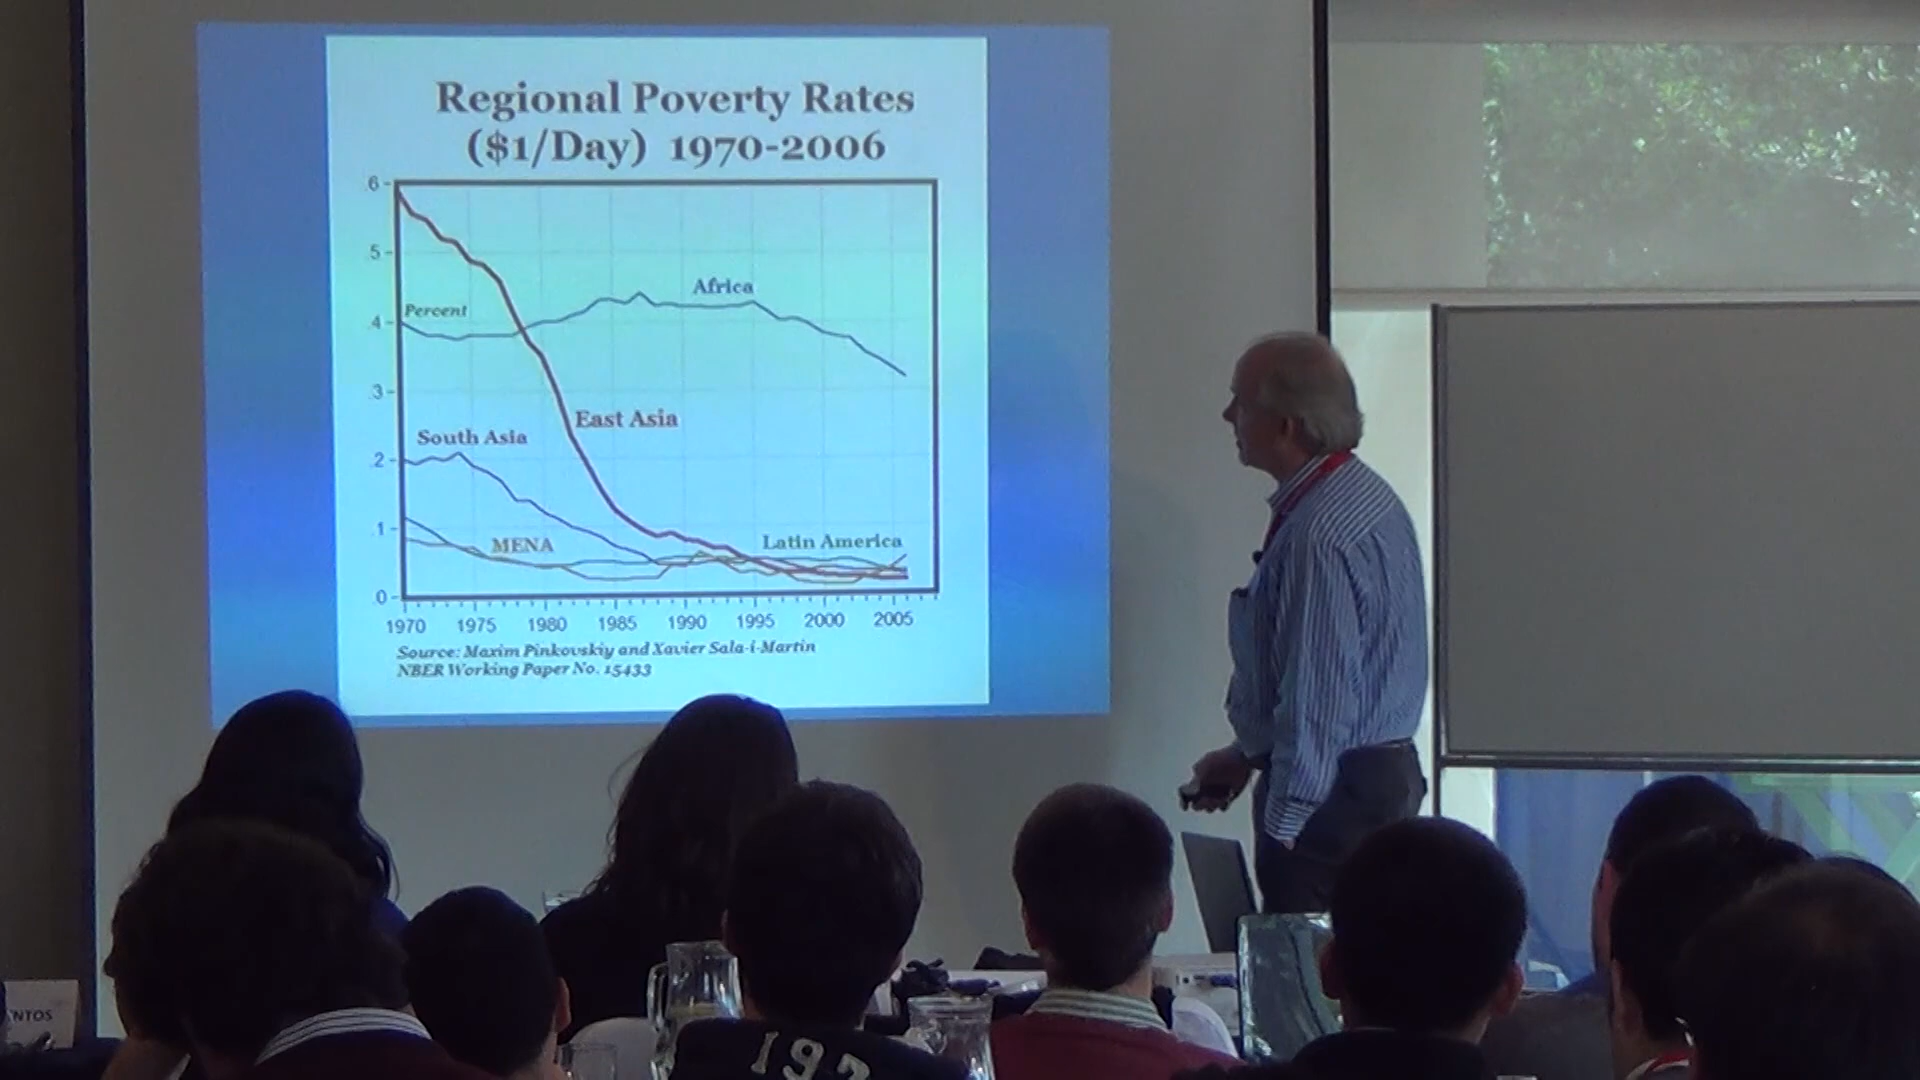 Regional Poverty Rates
($1/Day) 1970-2006
.6
.5
.4
.3
.2
.1
.0
Percent
Africa
East Asia
South Asia
MENA
Latin America
1970 1975 1980 1985 1990 1995 2000 2005
Source: Maxim Pinkovskiy and Xavier Sala-i-Martin
NBER Working Paper No. 15433
NTOS
197